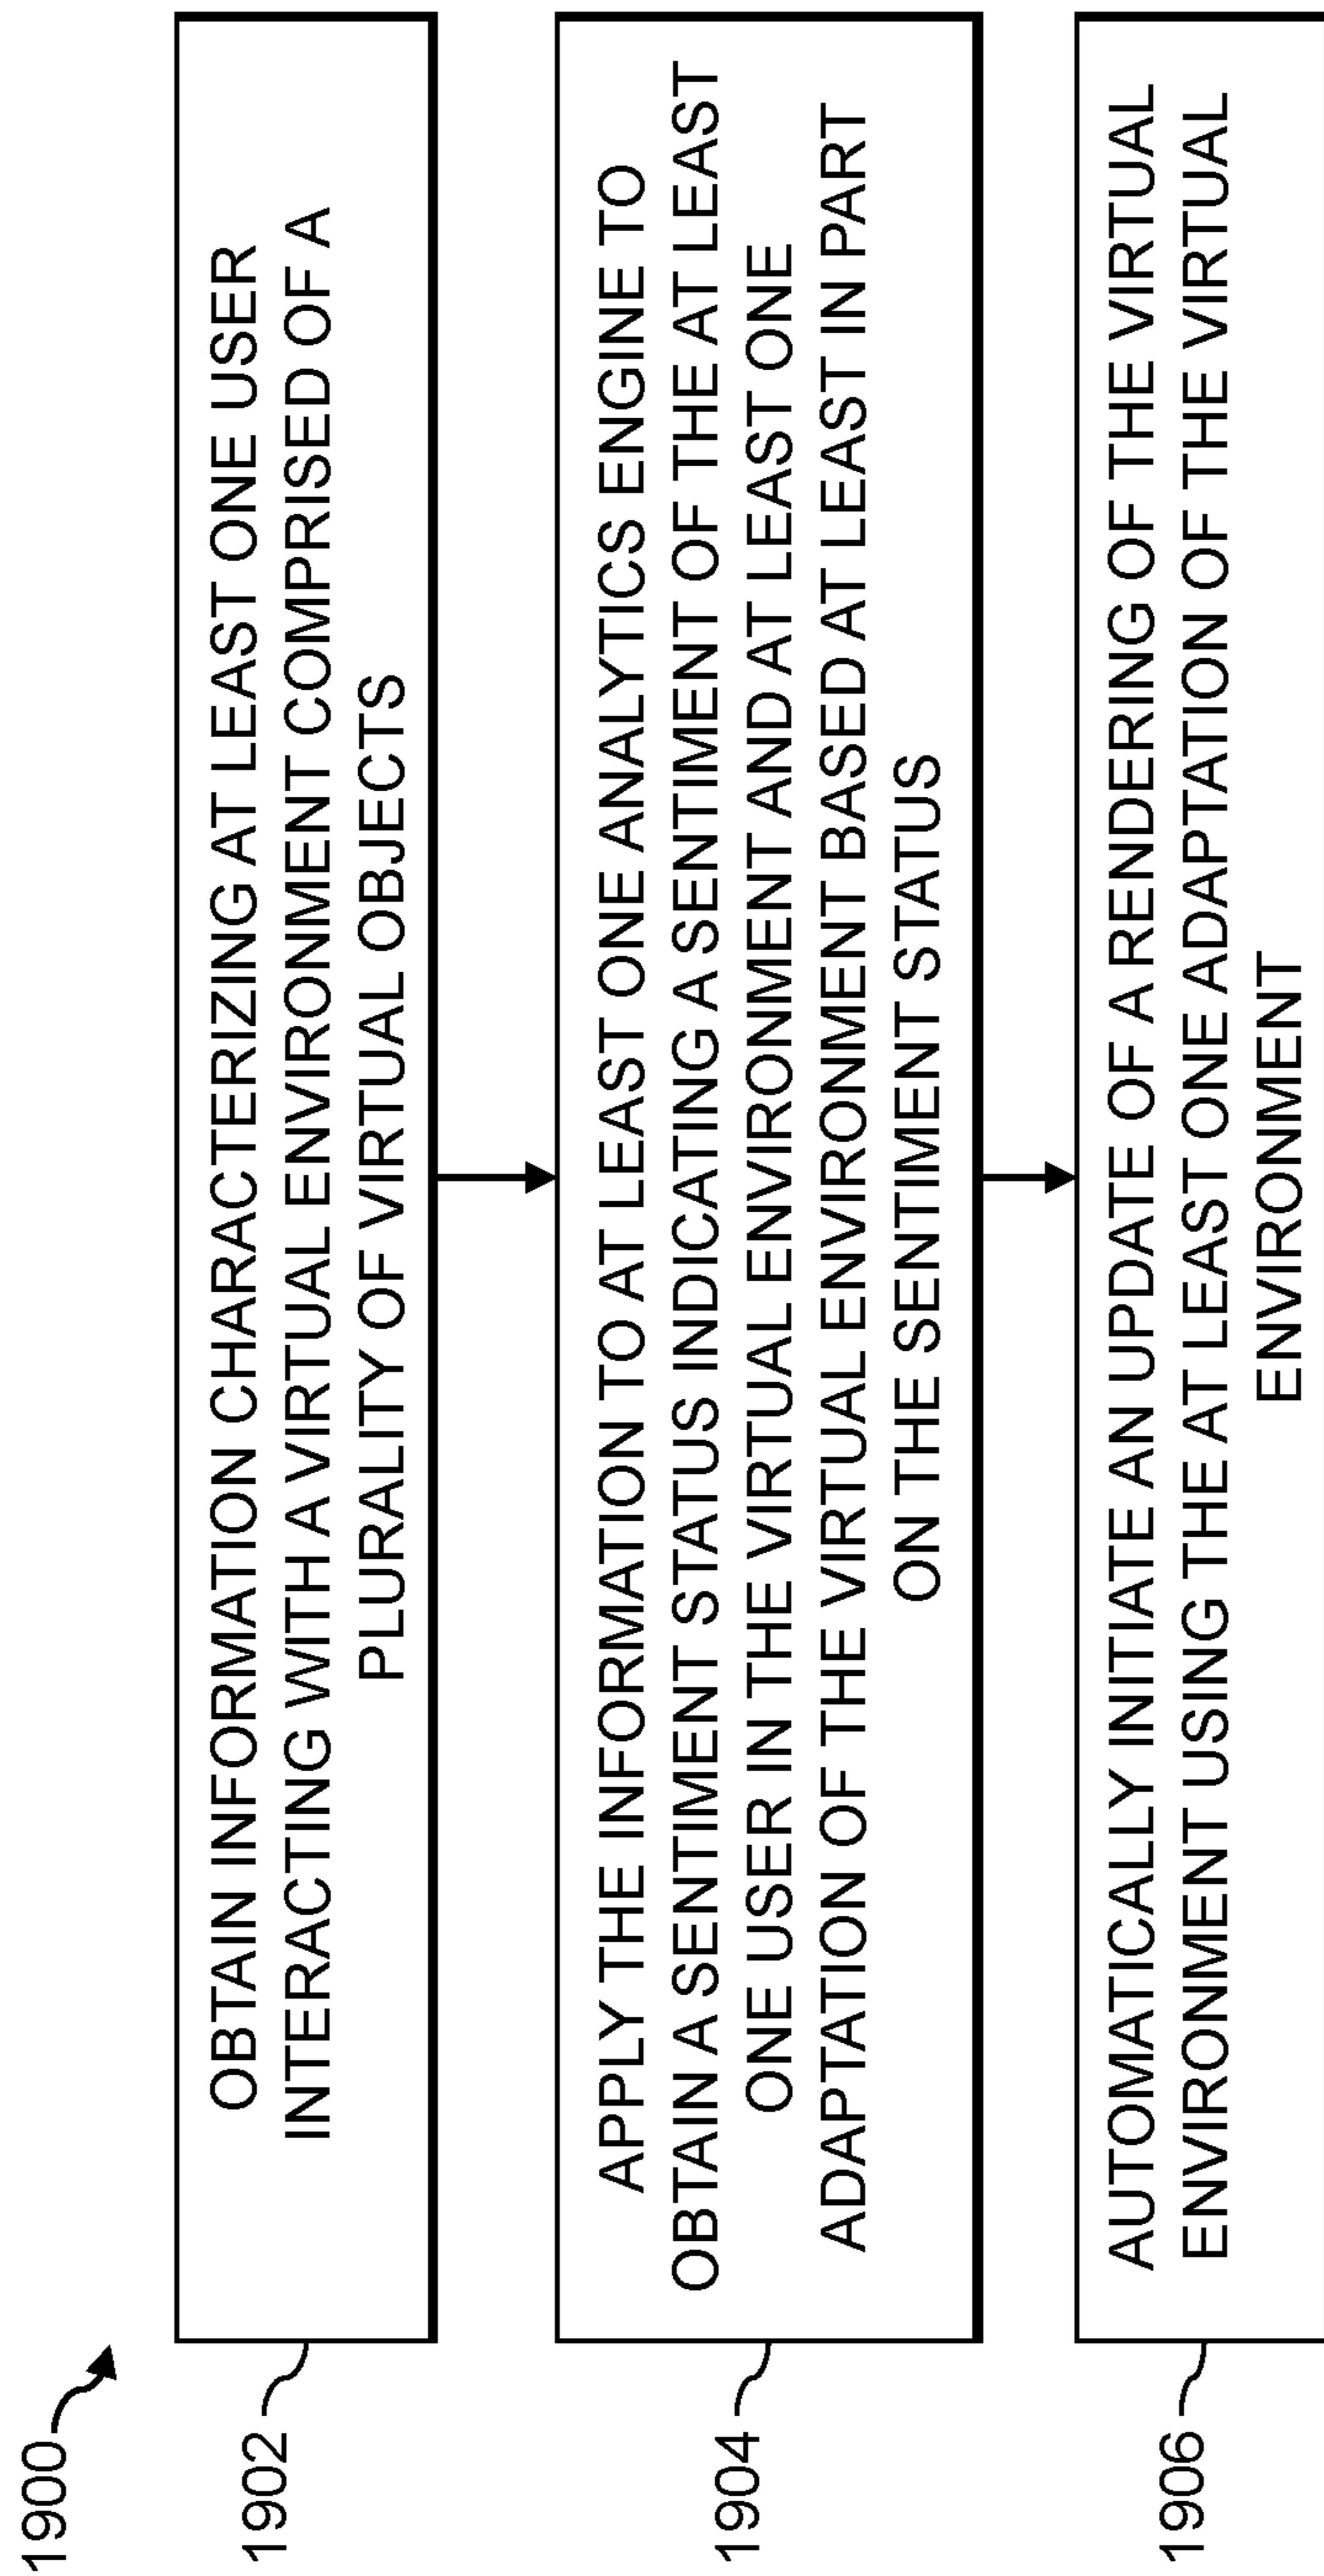 1900
1902
OBTAIN INFORMATION CHARACTERIZING AT LEAST ONE USER
INTERACTING WITH A VIRTUAL ENVIRONMENT COMPRISED OF A
PLURALITY OF VIRTUAL OBJECTS
1904
APPLY THE INFORMATION TO AT LEAST ONE ANALYTICS ENGINE TO
OBTAIN A SENTIMENT STATUS INDICATING A SENTIMENT OF THE AT LEAST
ONE USER IN THE VIRTUAL ENVIRONMENT AND AT LEAST ONE
ADAPTATION OF THE VIRTUAL ENVIRONMENT BASED AT LEAST IN PART
ON THE SENTIMENT STATUS
1906
AUTOMATICALLY INITIATE AN UPDATE OF A RENDERING OF THE VIRTUAL
ENVIRONMENT USING THE AT LEAST ONE ADAPTATION OF THE VIRTUAL
ENVIRONMENT